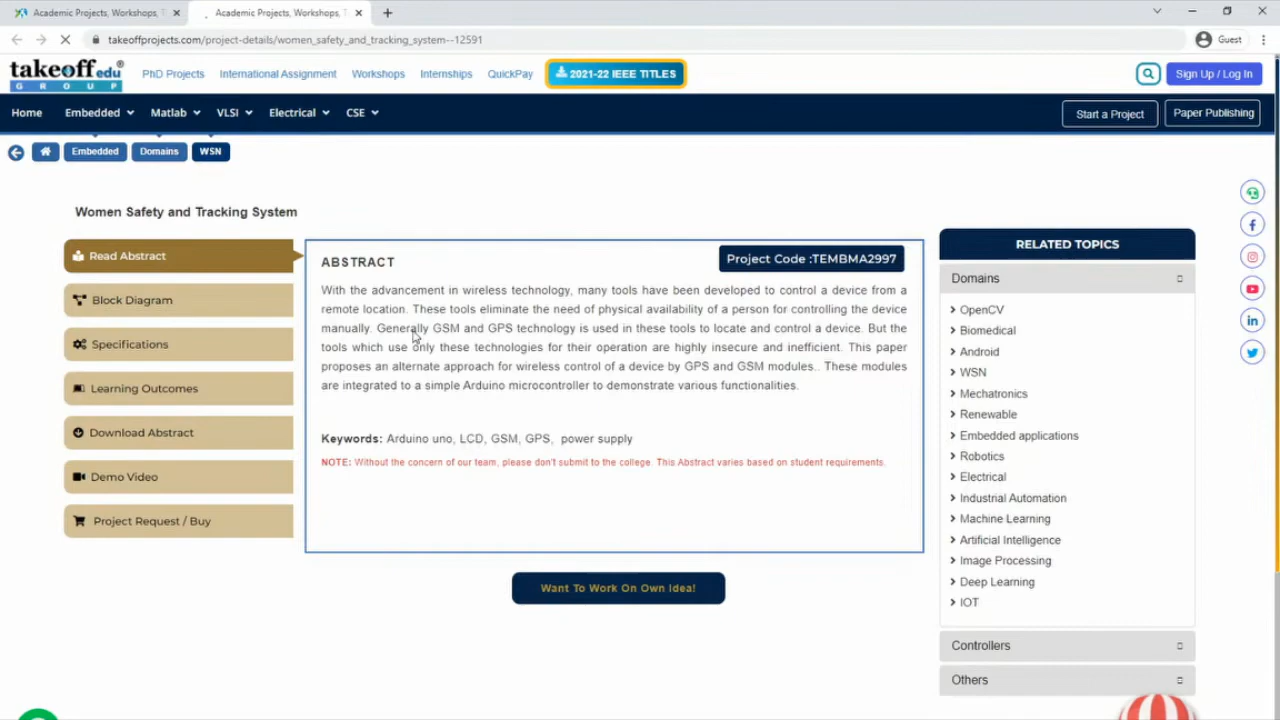 Academic Projects, Workshops,
Academic Projects, Workshops, T
takeoffprojects.com/project-details/women_safety_and_tracking_system--12591
Guest
takeoff edu
GROUP
PhD Projects
International Assignment
Workshops
Internships
QuickPay
2021-22 IEEE TITLES
Sign Up / Log In
Home
Embedded
Matlab
VLSI
Electrical
CSE
Start a Project
Paper Publishing
Embedded
Domains
WSN
Women Safety and Tracking System
Read Abstract
Block Diagram
Specifications
Learning Outcomes
Download Abstract
Demo Video
Project Request / Buy
ABSTRACT
Project Code :TEMBMA2997
With the advancement in wireless technology, many tools have been developed to control a device from a
remote location. These tools eliminate the need of physical availability of a person for controlling the device
manually. Generally GSM and GPS technology is used in these tools to locate and control a device. But the
tools which use only these technologies for their operation are highly insecure and inefficient. This paper
proposes an alternate approach for wireless control of a device by GPS and GSM modules.. These modules
are integrated to a simple Arduino microcontroller to demonstrate various functionalities.
Keywords: Arduino uno, LCD, GSM, GPS, power supply
NOTE: Without the concern of our team, please don't submit to the college. This Abstract varies based on student requirements.
Want To Work On Own Idea!
RELATED TOPICS
Domains
OpenCV
Biomedical
Android
WSN
Mechatronics
Renewable
Embedded applications
Robotics
Electrical
Industrial Automation
Machine Learning
Artificial Intelligence
Image Processing
Deep Learning
IOT
Controllers
Others